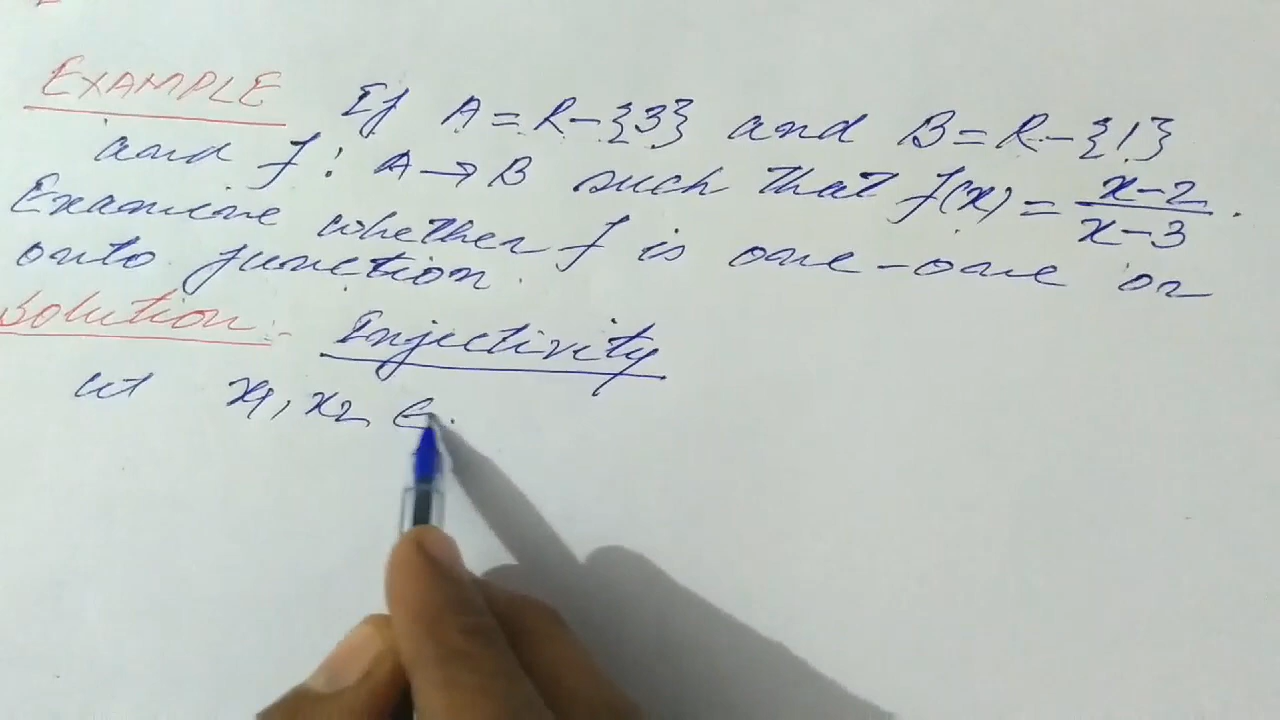 EXAMPLE If A = R - {3} and B = R - {1}
and f : A → B such that f(x) = x-2/x-3 .
Examine whether f is one-one or
onto function.
Solution :- Injectivity
Let x1, x2 ∈